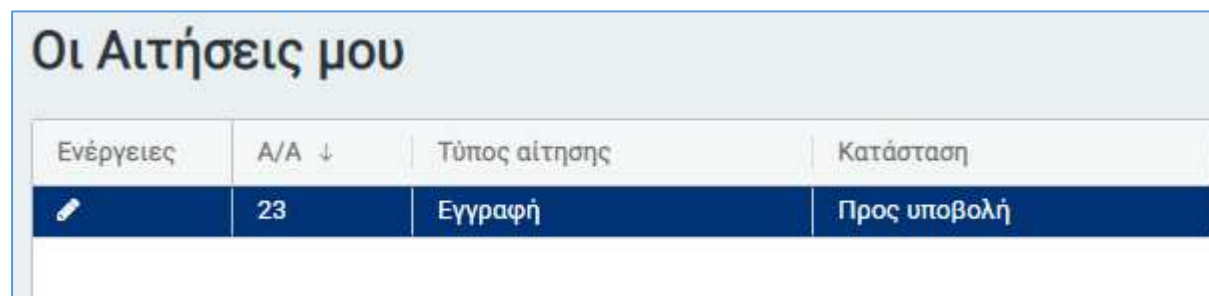 Οι Αιτήσεις μου
Ενέργειες Α/Α ↓ Τύπος αίτησης Κατάσταση
23 Εγγραφή Προς υποβολή